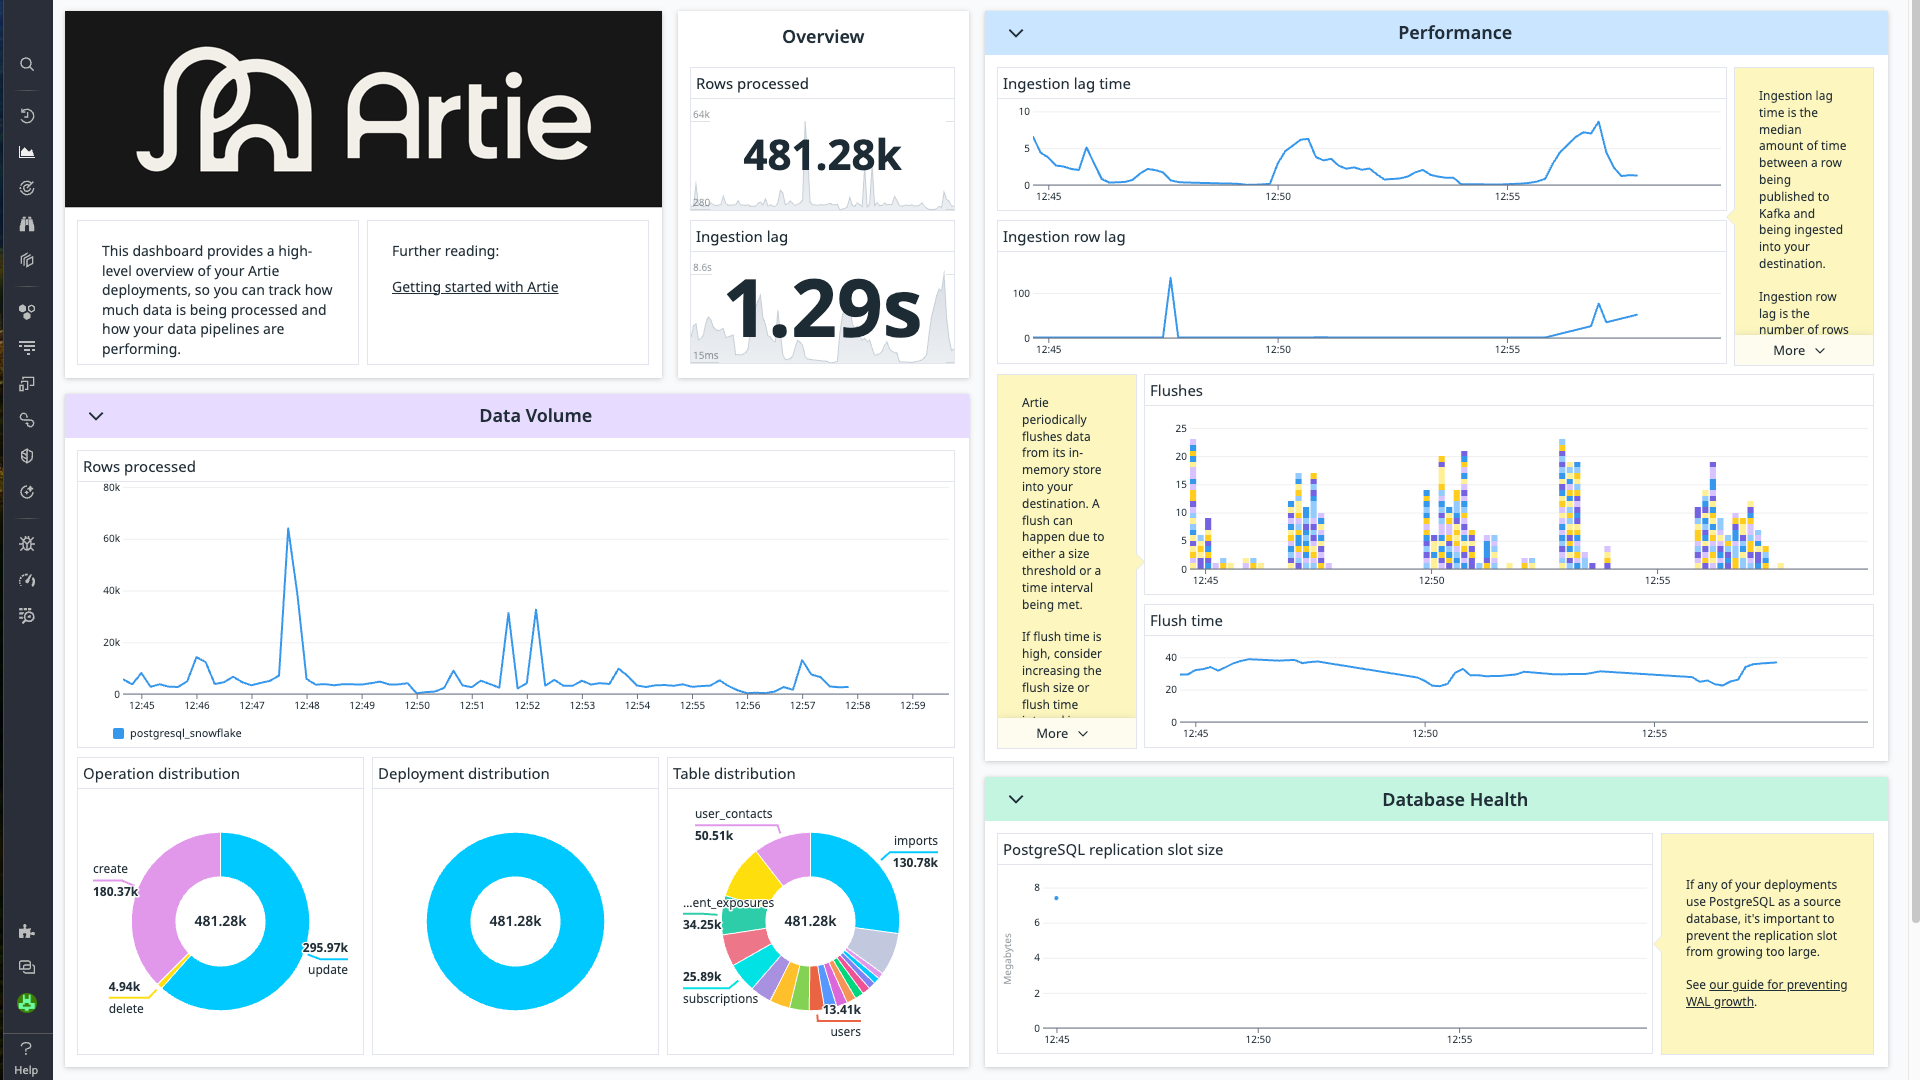 Artie
This dashboard provides a high-
level overview of your Artie
deployments, so you can track how
much data is being processed and
how your data pipelines are
performing.
Further reading:
Getting started with Artie
Overview
Rows processed
64k
481.28k
280
Ingestion lag
8.6s
1.29s
15ms
Data Volume
Rows processed
80k
60k
40k
20k
0
12:45 12:46 12:47 12:48 12:49 12:50 12:51 12:52 12:53 12:54 12:55 12:56 12:57 12:58 12:59
postgresql_snowflake
Operation distribution
create
180.37k
481.28k
295.97k
update
4.94k
delete
Deployment distribution
481.28k
Table distribution
user_contacts
50.51k
imports
130.78k
...ent_exposures
34.25k
481.28k
25.89k
subscriptions
13.41k
users
Performance
Ingestion lag time
10
5
0
12:45 12:50 12:55
Ingestion row lag
100
0
12:45 12:50 12:55
Ingestion lag
time is the
median
amount of time
between a row
being
published to
Kafka and
being ingested
into your
destination.
Ingestion row
lag is the
number of rows
More
Artie
periodically
flushes data
from its in-
memory store
into your
destination. A
flush can
happen due to
either a size
threshold or a
time interval
being met.
If flush time is
high, consider
increasing the
flush size or
flush time
More
Flushes
25
20
15
10
5
0
12:45 12:50 12:55
Flush time
40
20
0
12:45 12:50 12:55
Database Health
PostgreSQL replication slot size
Megabytes
8
6
4
2
0
12:45 12:50 12:55
If any of your deployments
use PostgreSQL as a source
database, it's important to
prevent the replication slot
from growing too large.
See our guide for preventing
WAL growth.
Help